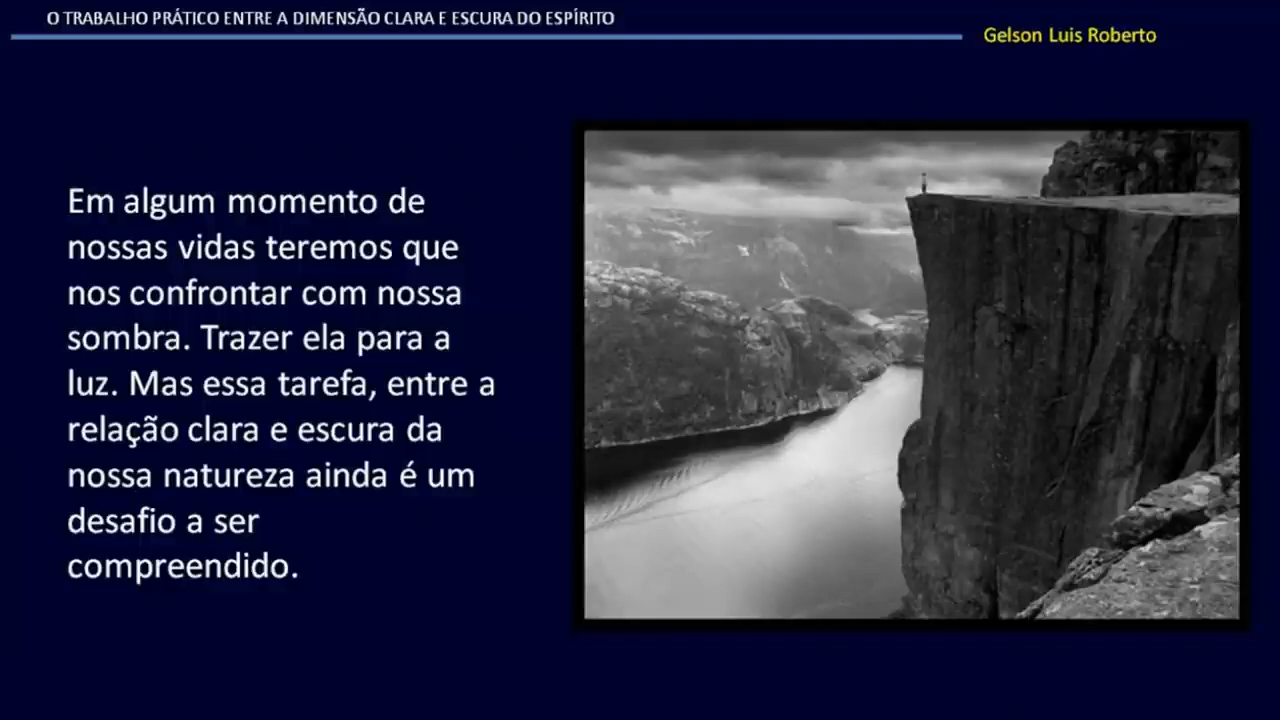 O TRABALHO PRÁTICO ENTRE A DIMENSÃO CLARA E ESCURA DO ESPÍRITO
Gelson Luis Roberto
Em algum momento de
nossas vidas teremos que
nos confrontar com nossa
sombra. Trazer ela para a
luz. Mas essa tarefa, entre a
relação clara e escura da
nossa natureza ainda é um
desafio a ser
compreendido.